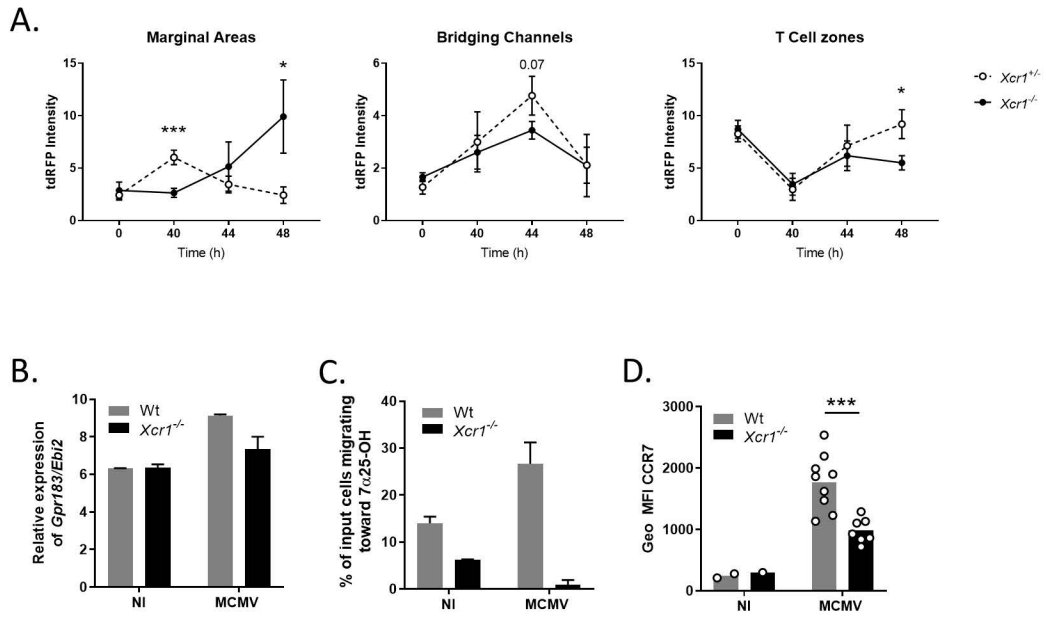 A.
Marginal Areas
tdRFP Intensity
15
10
5
0
***
*
0 40 44 48
Time (h)
Bridging Channels
tdRFP Intensity
6
4
2
0
0.07
0 40 44 48
Time (h)
T Cell zones
tdRFP Intensity
15
10
5
0
*
0 40 44 48
Time (h)
Xcr1+/-
Xcr1-/-
B.
Relative expression
of Gpr183/Ebi2
10
8
6
4
2
0
Wt
Xcr1-/-
NI MCMV
C.
% of input cells migrating
toward 7α25-OH
40
30
20
10
0
Wt
Xcr1-/-
NI MCMV
D.
Geo MFI CCR7
3000
2000
1000
0
Wt
Xcr1-/-
***
NI MCMV